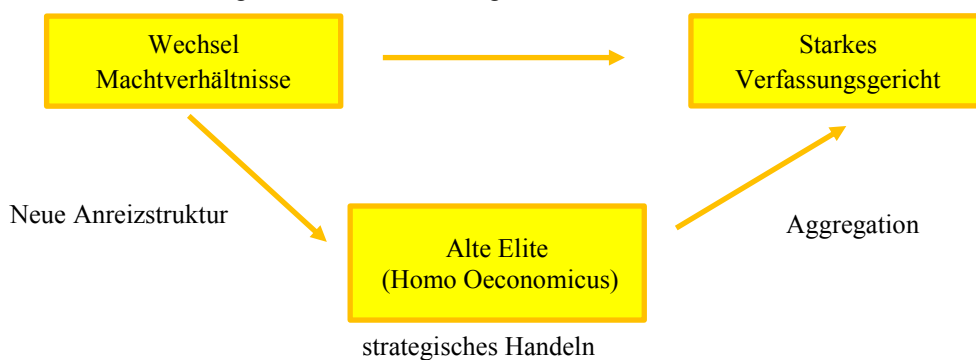 Wechsel
Machtverhältnisse
Starkes
Verfassungsgericht
Neue Anreizstruktur
Alte Elite
(Homo Oeconomicus)
Aggregation
strategisches Handeln